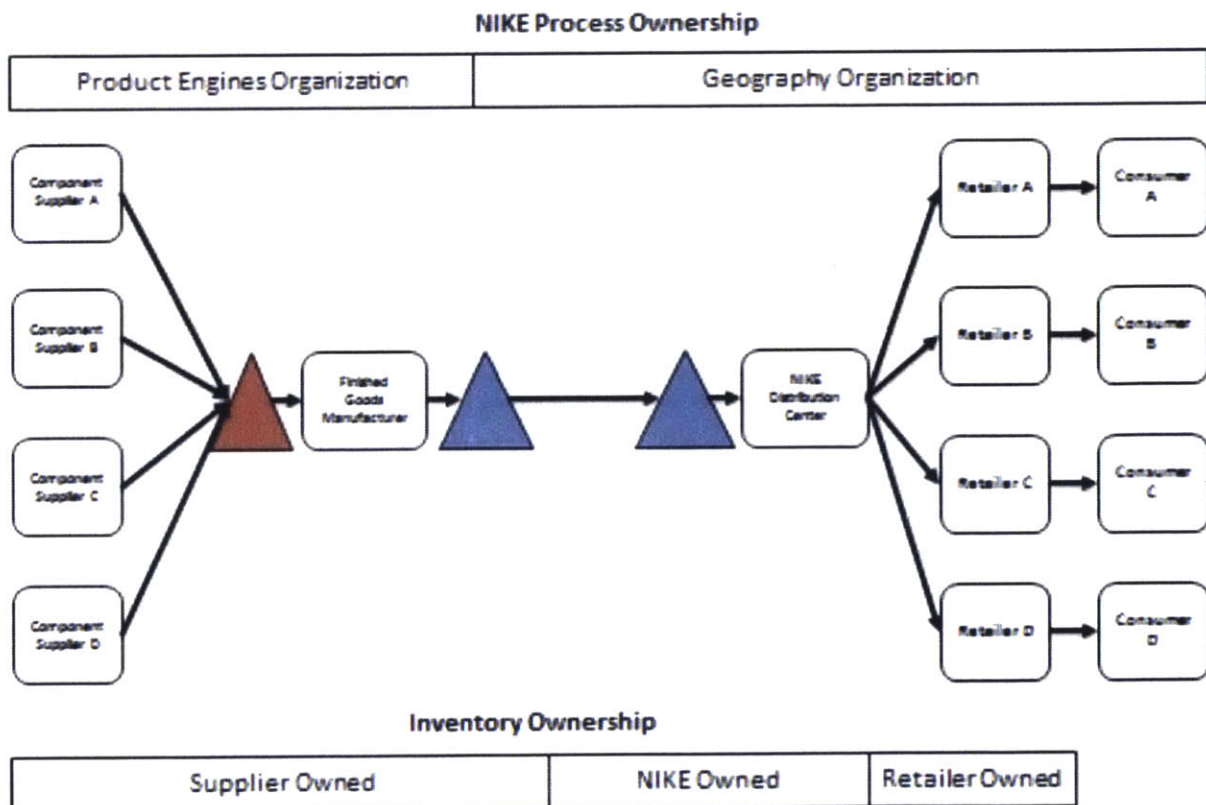 NIKE Process Ownership
Product Engines Organization
Geography Organization
Component
Supplier A
Component
Supplier B
Component
Supplier C
Component
Supplier D
Finished
Goods
Manufacturer
NIKE
Distribution
Center
Retailer A
Retailer B
Retailer C
Retailer D
Consumer
A
Consumer
B
Consumer
C
Consumer
D
Inventory Ownership
Supplier Owned
NIKE Owned
Retailer Owned